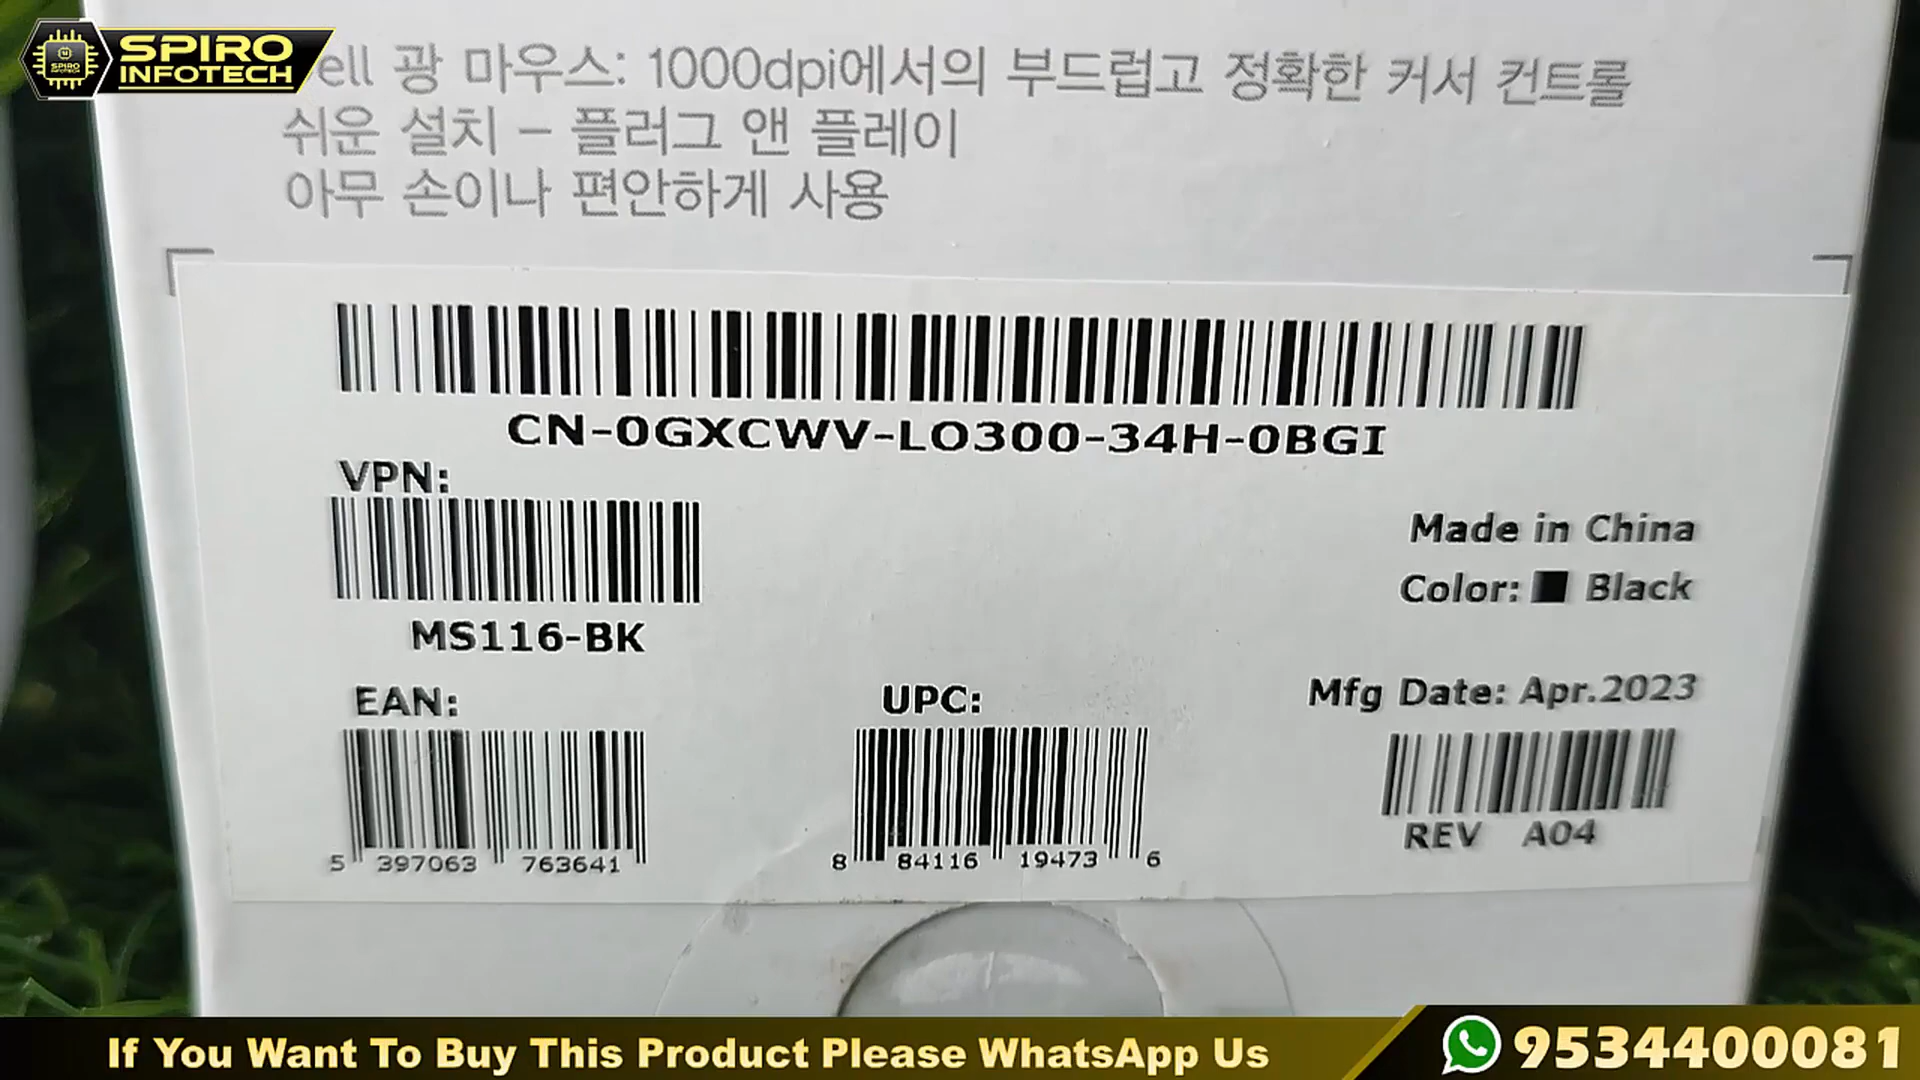 SPIRO
INFOTECH
SPIRO
INFOTECH
ell 광 마우스: 1000dpi에서의 부드럽고 정확한 커서 컨트롤
쉬운 설치 – 플러그 앤 플레이
아무 손이나 편안하게 사용
CN-0GXCWV-LO300-34H-0BGI
VPN:
MS116-BK
Made in China
Color: Black
EAN:
UPC:
Mfg Date: Apr.2023
5 397063 763641
8 84116 19473 6
REV A04
If You Want To Buy This Product Please WhatsApp Us
9534400081